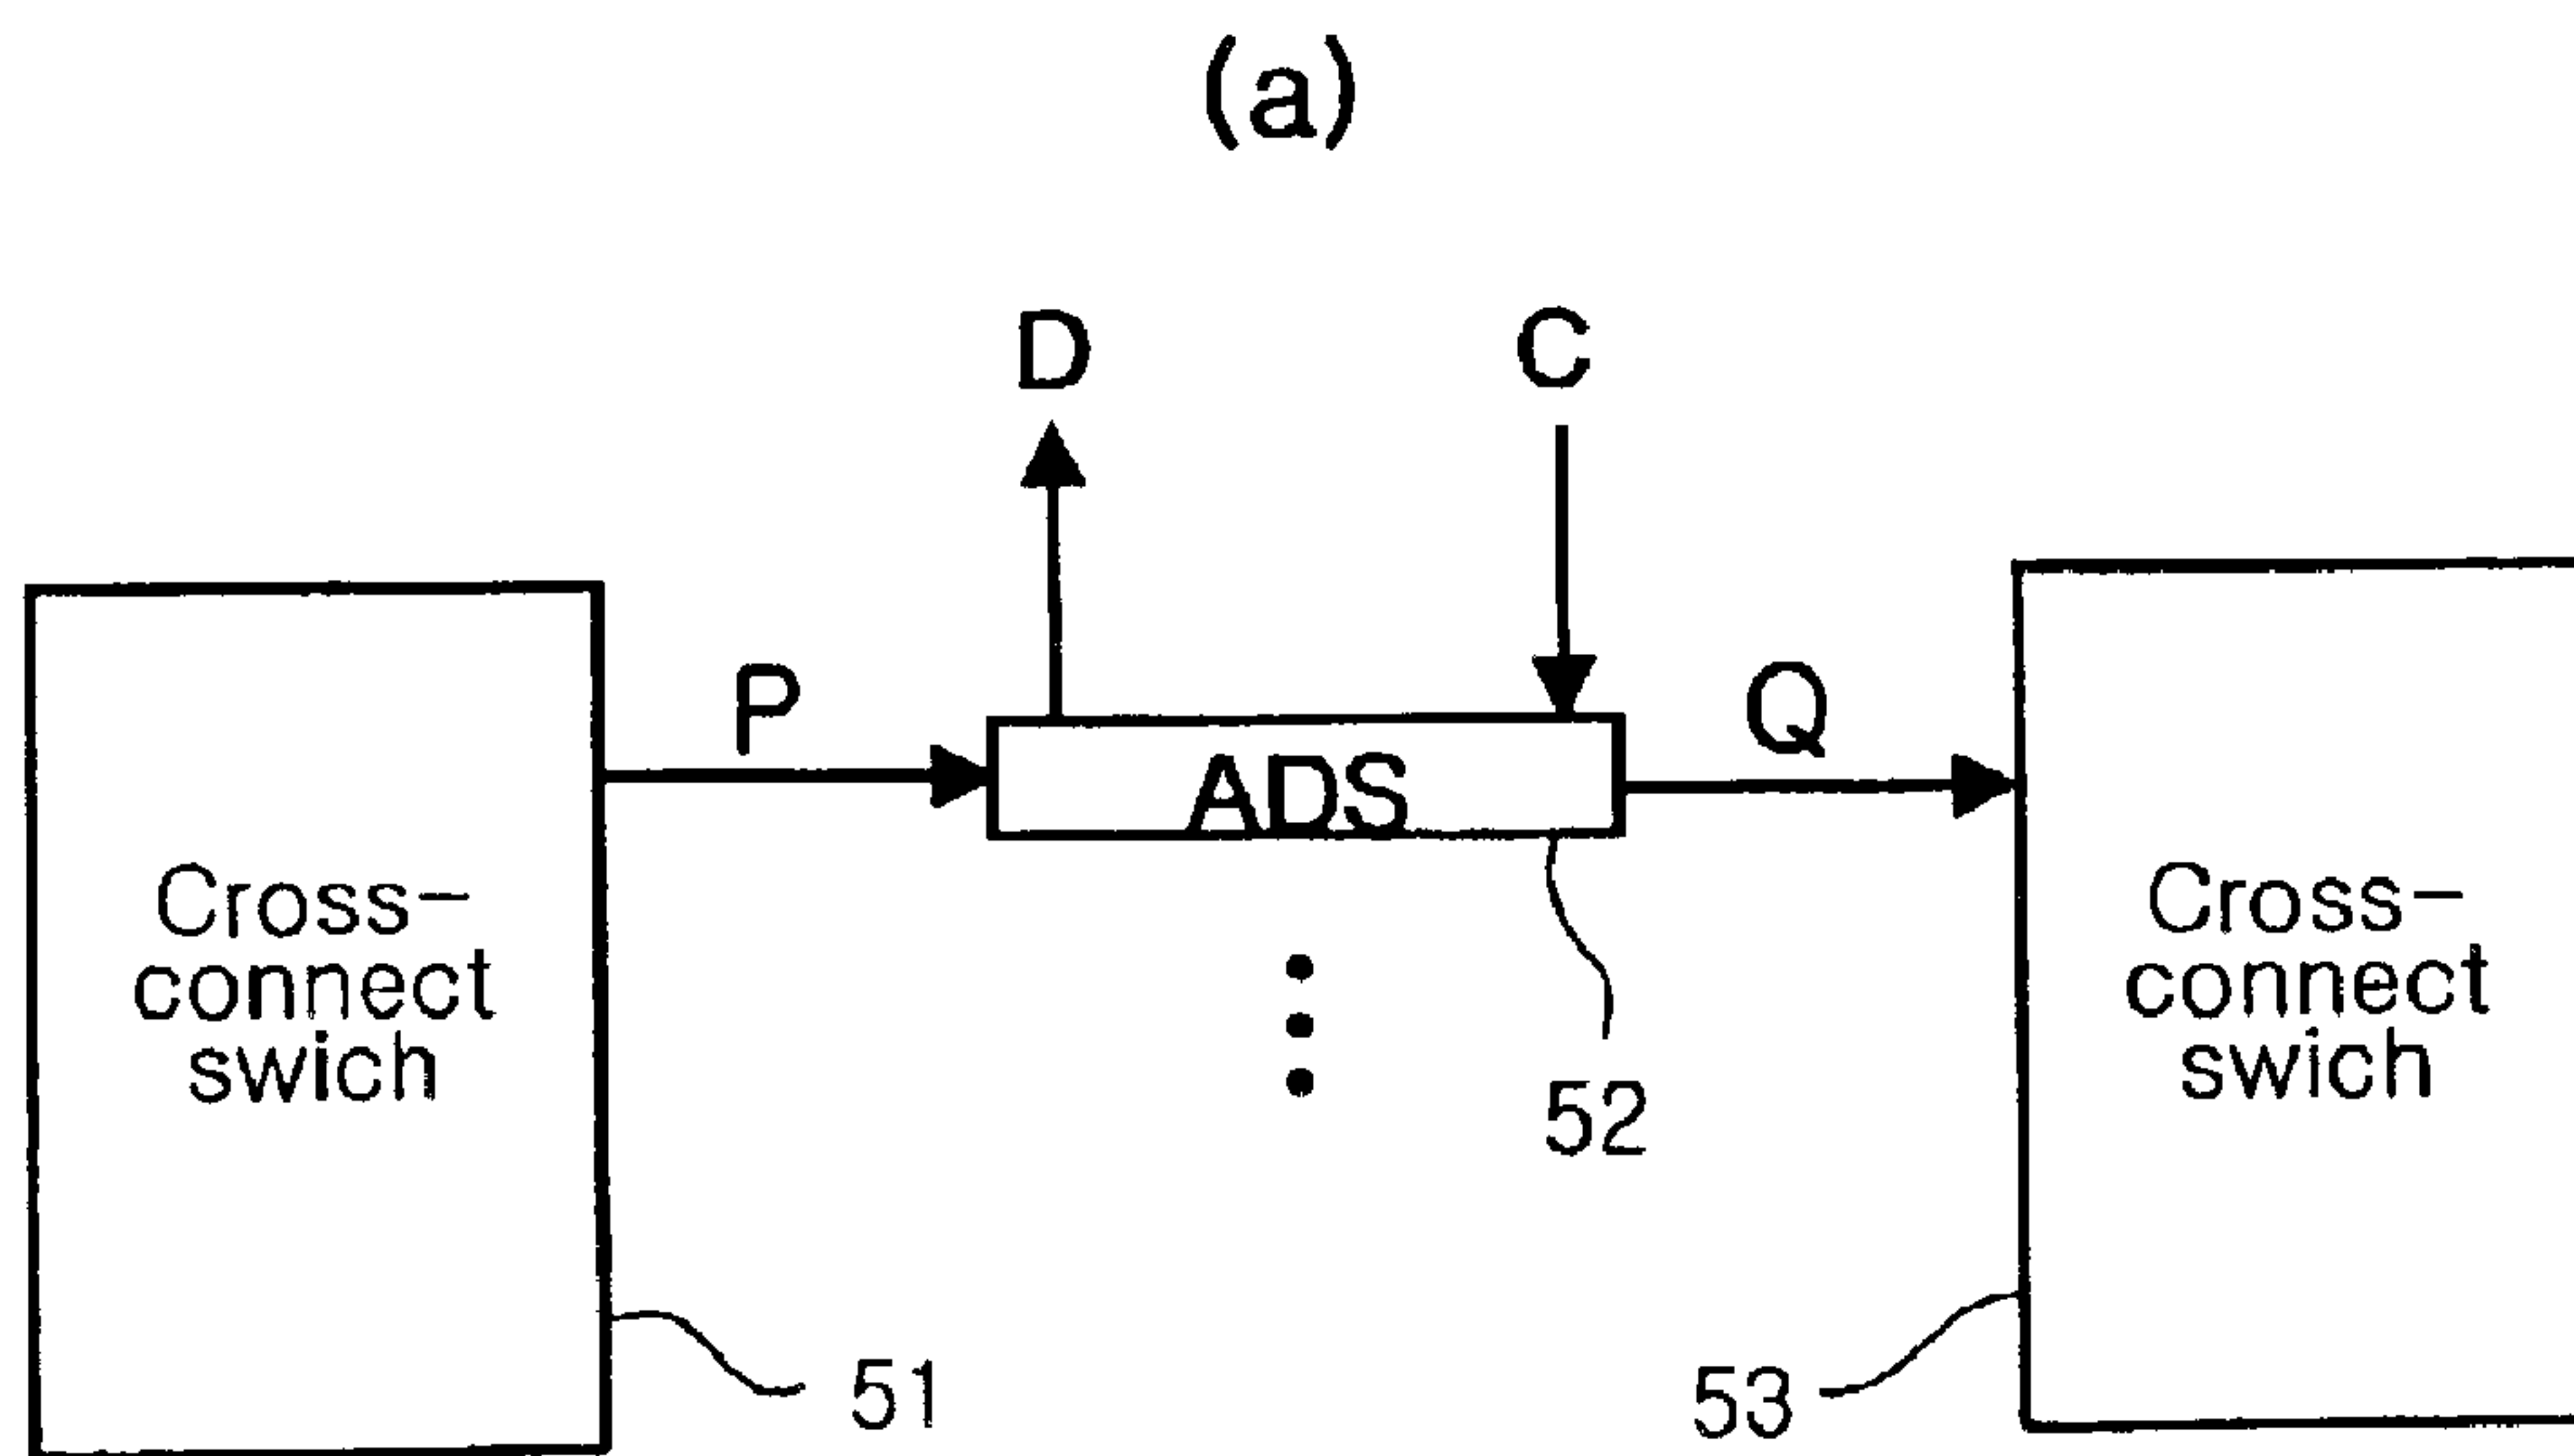 (a)
D
C
P
Q
ADS
Cross-
connect
swich
Cross-
connect
swich
52
51
53